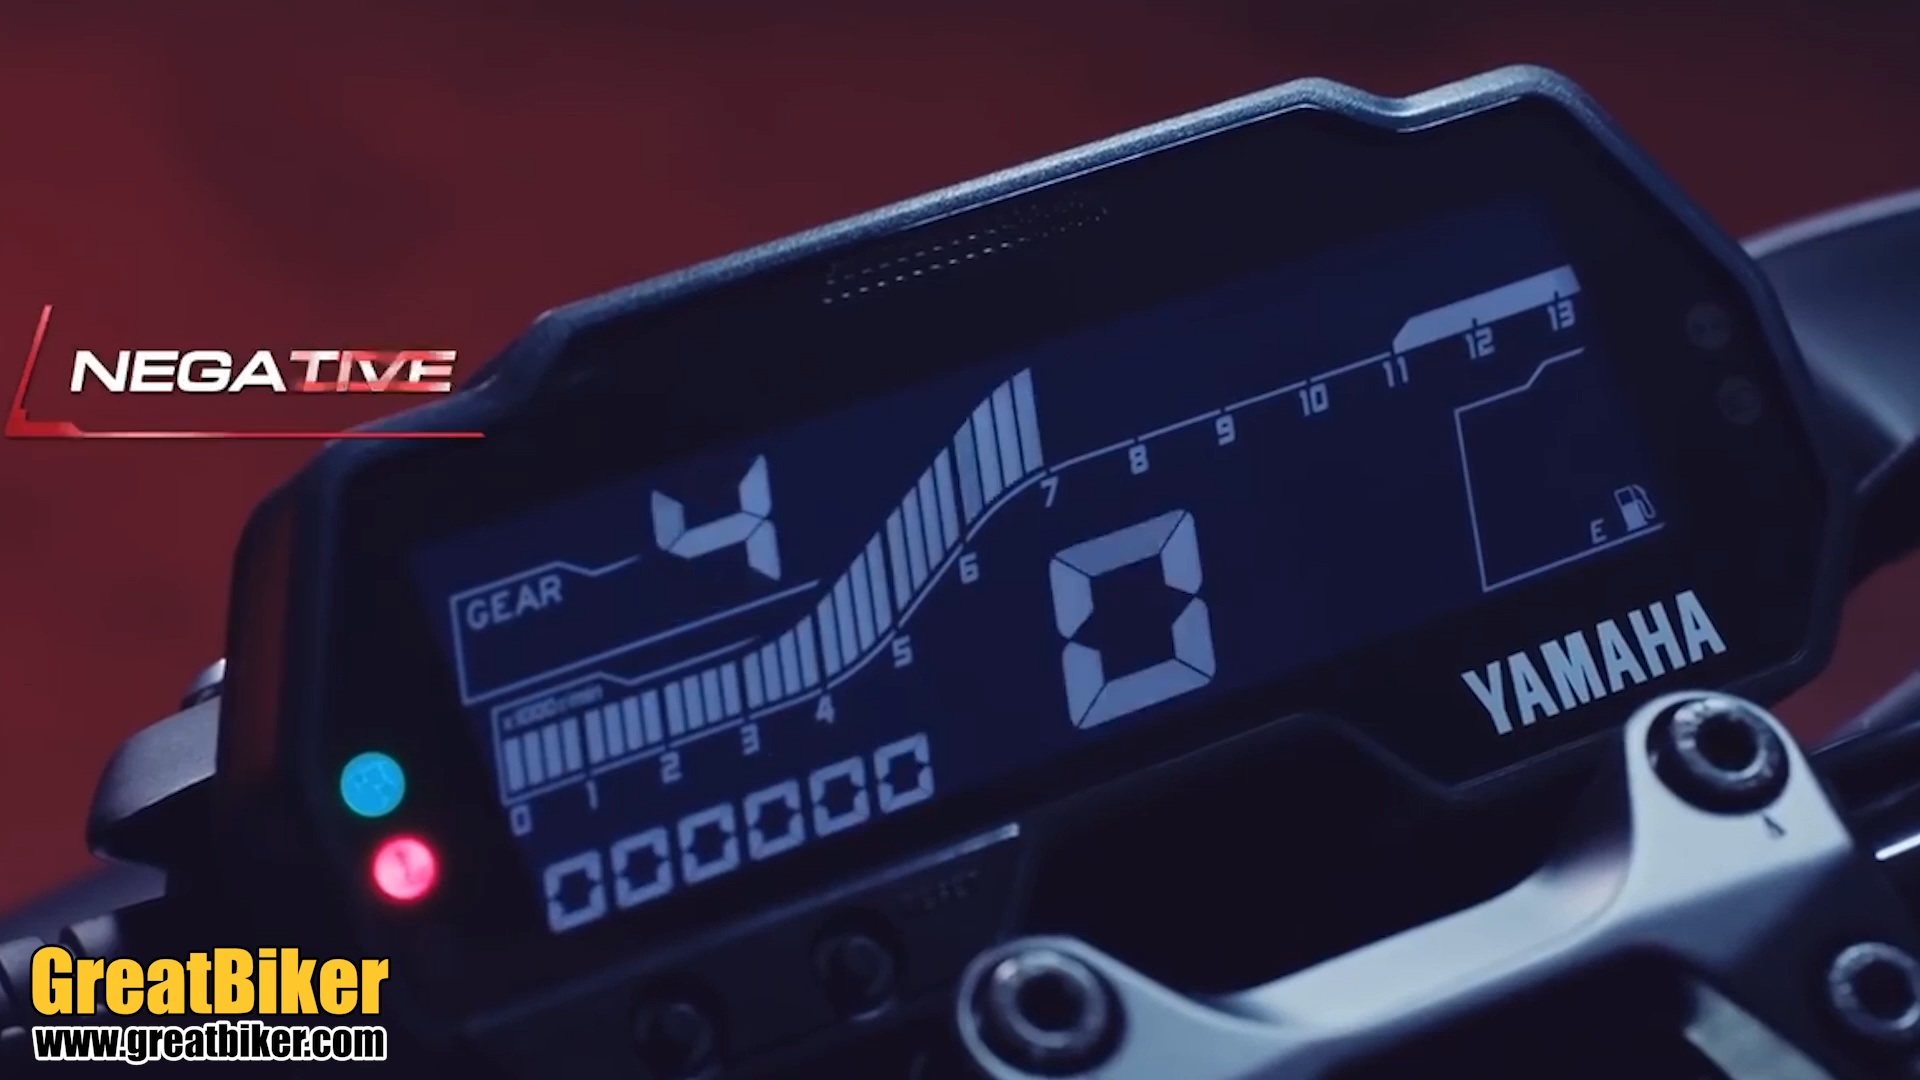 NEGATIVE
GEAR
4
x1000r/min
0 1 2 3 4 5 6 7 8 9 10 11 12 13
0
E
000000
YAMAHA
GreatBiker
www.greatbiker.com